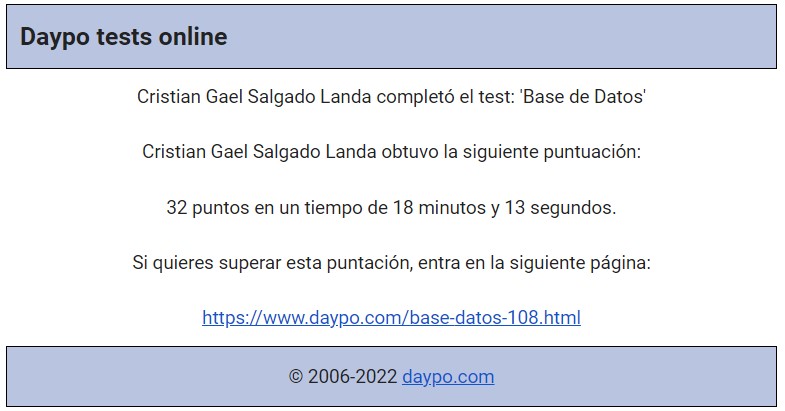 Daypo tests online
Cristian Gael Salgado Landa completó el test: 'Base de Datos'
Cristian Gael Salgado Landa obtuvo la siguiente puntuación:
32 puntos en un tiempo de 18 minutos y 13 segundos.
Si quieres superar esta puntación, entra en la siguiente página:
https://www.daypo.com/base-datos-108.html
© 2006-2022 daypo.com